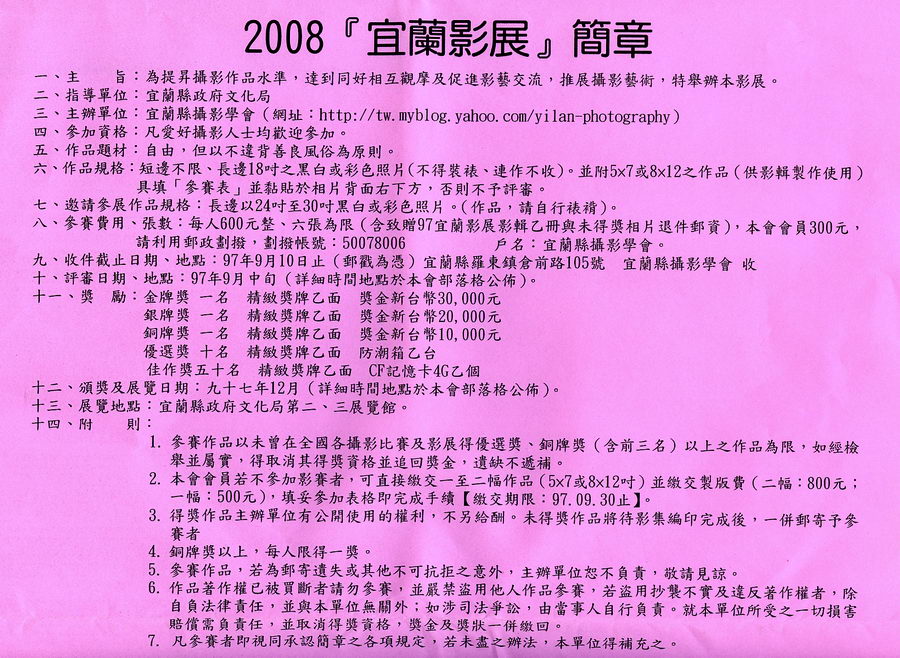 2008『宜蘭影展』簡章
一、主　　旨：為提昇攝影作品水準，達到同好相互觀摩及促進影藝交流，推展攝影藝術，特舉辦本影展。
二、指導單位：宜蘭縣政府文化局
三、主辦單位：宜蘭縣攝影學會（網址：http://tw.myblog.yahoo.com/yilan-photography）
四、參加資格：凡愛好攝影人士均歡迎參加。
五、作品題材：自由，但以不違背善良風俗為原則。
六、作品規格：短邊不限、長邊18吋之黑白或彩色照片(不得裝裱、連作不收)。並附5x7或8x12之作品（供影輯製作使用）
具填「參賽表」並黏貼於相片背面右下方，否則不予評審。
七、邀請參展作品規格：長邊以24吋至30吋黑白或彩色照片。(作品，請自行裱褙)。
八、參賽費用、張數：每人600元整、六張為限（含致贈97宜蘭影展影輯乙冊與未得獎相片退件郵資），本會會員300元，
請利用郵政劃撥，劃撥帳號：50078006　　　　戶名：宜蘭縣攝影學會。
九、收件截止日期、地點：97年9月10日止（郵戳為憑）宜蘭縣羅東鎮倉前路105號　宜蘭縣攝影學會 收
十、評審日期、地點：97年9月中旬（詳細時間地點於本會部落格公佈）。
十一、獎　勵：金牌獎 一名　精緻獎牌乙面　獎金新台幣30,000元
銀牌獎 一名　精緻獎牌乙面　獎金新台幣20,000元
銅牌獎 一名　精緻獎牌乙面　獎金新台幣10,000元
優選獎 十名　精緻獎牌乙面　防潮箱乙台
佳作獎五十名　精緻獎牌乙面　CF記憶卡4G乙個
十二、頒獎及展覽日期：九十七年12月（詳細時間地點於本會部落格公佈）。
十三、展覽地點：宜蘭縣政府文化局第二、三展覽館。
十四、附　　則：
1. 參賽作品以未曾在全國各攝影比賽及影展得優選獎、銅牌獎（含前三名）以上之作品為限，如經檢
舉並屬實，得取消其得獎資格並追回獎金，遺缺不遞補。
2. 本會會員若不參加影賽者，可直接繳交一至二幅作品（5x7或8x12吋）並繳交製版費（二幅：800元；
一幅：500元），填妥參加表格即完成手續【繳交期限：97.09.30止】。
3. 得獎作品主辦單位有公開使用的權利，不另給酬。未得獎作品將待影集編印完成後，一併郵寄予參
賽者
4. 銅牌獎以上，每人限得一獎。
5. 參賽作品，若為郵寄遺失或其他不可抗拒之意外，主辦單位恕不負責，敬請見諒。
6. 作品著作權已被買斷者請勿參賽，並嚴禁盜用他人作品參賽，若盜用抄襲不實及違反著作權者，除
自負法律責任，並與本單位無關外；如涉司法爭訟，由當事人自行負責。就本單位所受之一切損害
賠償需負責任，並取消得獎資格，獎金及獎狀一併繳回。
7. 凡參賽者即視同承認簡章之各項規定，若未盡之辦法，本單位得補充之。